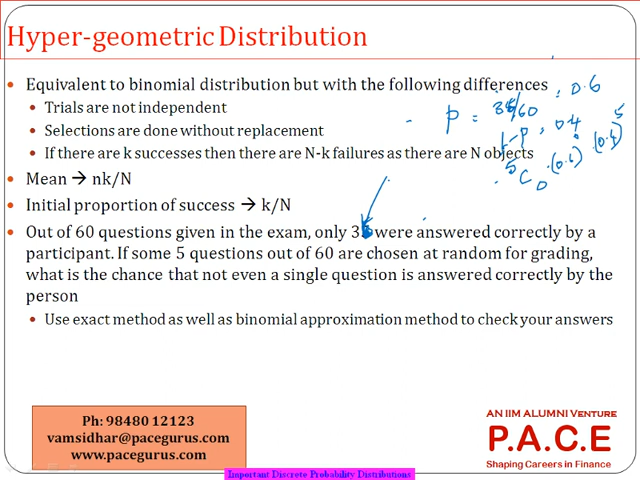 Hyper-geometric Distribution
• Equivalent to binomial distribution but with the following differences
• Trials are not independent
• Selections are done without replacement
• If there are k successes then there are N-k failures as there are N objects
• Mean → nk/N
• Initial proportion of success → k/N
• Out of 60 questions given in the exam, only were answered correctly by a
participant. If some 5 questions out of 60 are chosen at random for grading,
what is the chance that not even a single question is answered correctly by the
person
• Use exact method as well as binomial approximation method to check your answers
p = /60 = 0.6
1-p = 0.4
5C0 (0.6)0 (0.4)5
Ph: 98480 12123
vamsidhar@pacegurus.com
www.pacegurus.com
AN IIM ALUMNI VENTURE
P.A.C.E
Shaping Careers in Finance
Important Discrete Probability Distributions